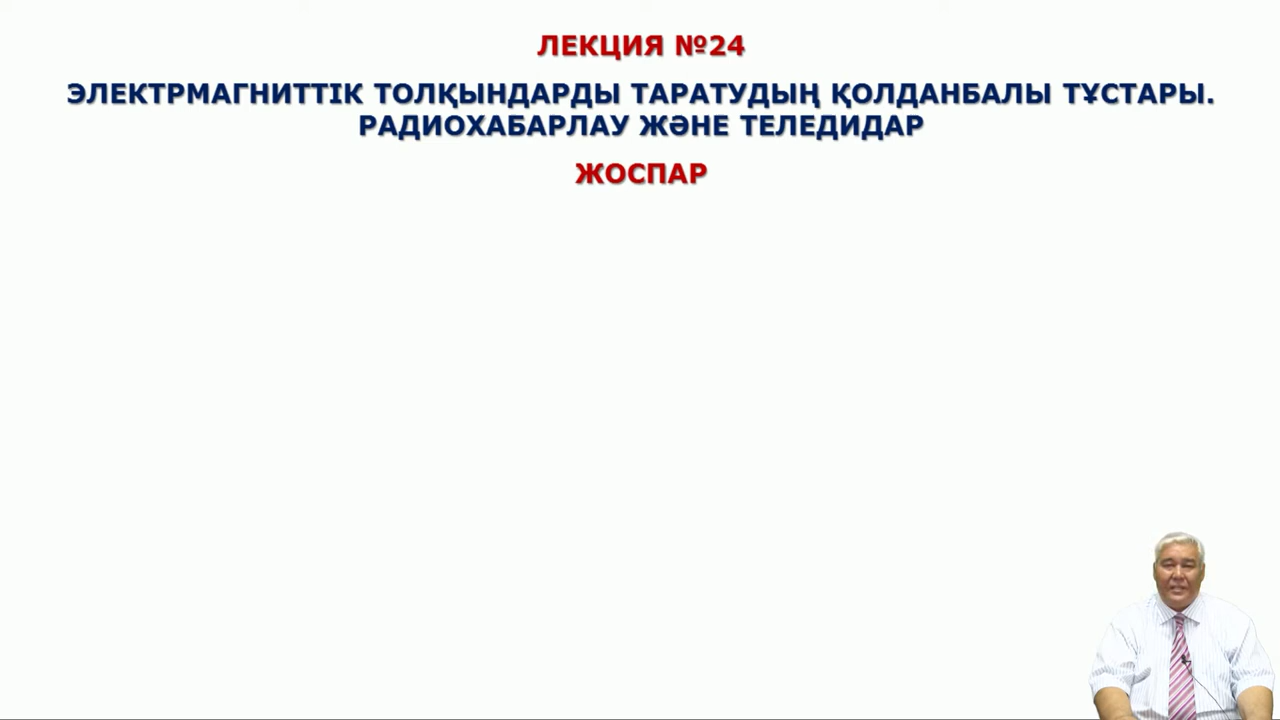 ЛЕКЦИЯ №24
ЭЛЕКТРМАГНИТТІК ТОЛҚЫНДАРДЫ ТАРАТУДЫҢ ҚОЛДАНБАЛЫ ТҰСТАРЫ.
РАДИОХАБАРЛАУ ЖӘНЕ ТЕЛЕДИДАР
ЖОСПАР